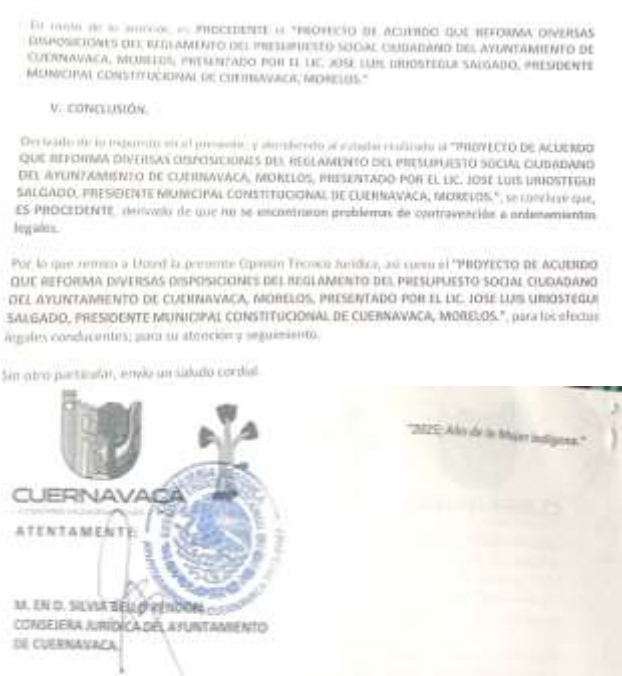 En razón de lo anterior, es PROCEDENTE el "PROYECTO DE ACUERDO QUE REFORMA DIVERSAS
DISPOSICIONES DEL REGLAMENTO DEL PRESUPUESTO SOCIAL CIUDADANO DEL AYUNTAMIENTO DE
CUERNAVACA, MORELOS, PRESENTADO POR EL LIC. JOSE LUIS URIOSTEGUI SALGADO, PRESIDENTE
MUNICIPAL CONSTITUCIONAL DE CUERNAVACA, MORELOS."
V. CONCLUSIÓN.
Derivado de lo expuesto en el presente, y atendiendo al estudio realizado al "PROYECTO DE ACUERDO
QUE REFORMA DIVERSAS DISPOSICIONES DEL REGLAMENTO DEL PRESUPUESTO SOCIAL CIUDADANO
DEL AYUNTAMIENTO DE CUERNAVACA, MORELOS, PRESENTADO POR EL LIC. JOSE LUIS URIOSTEGUI
SALGADO, PRESIDENTE MUNICIPAL CONSTITUCIONAL DE CUERNAVACA, MORELOS.", se concluye que,
ES PROCEDENTE, derivado de que no se encontraron problemas de contravención a ordenamientos
legales.
Por lo que remito a Usted la presente Opinión Técnico Jurídica, así como el "PROYECTO DE ACUERDO
QUE REFORMA DIVERSAS DISPOSICIONES DEL REGLAMENTO DEL PRESUPUESTO SOCIAL CIUDADANO
DEL AYUNTAMIENTO DE CUERNAVACA, MORELOS, PRESENTADO POR EL LIC. JOSE LUIS URIOSTEGUI
SALGADO, PRESIDENTE MUNICIPAL CONSTITUCIONAL DE CUERNAVACA, MORELOS.", para los efectos
legales conducentes; para su atención y seguimiento.
Sin otro particular, envío un saludo cordial.
"2025; Año de la Mujer Indígena."
CUERNAVACA
ATENTAMENTE:
M. EN D. SILVIA BELLO RENDON
CONSEJERA JURÍDICA DEL AYUNTAMIENTO
DE CUERNAVACA.